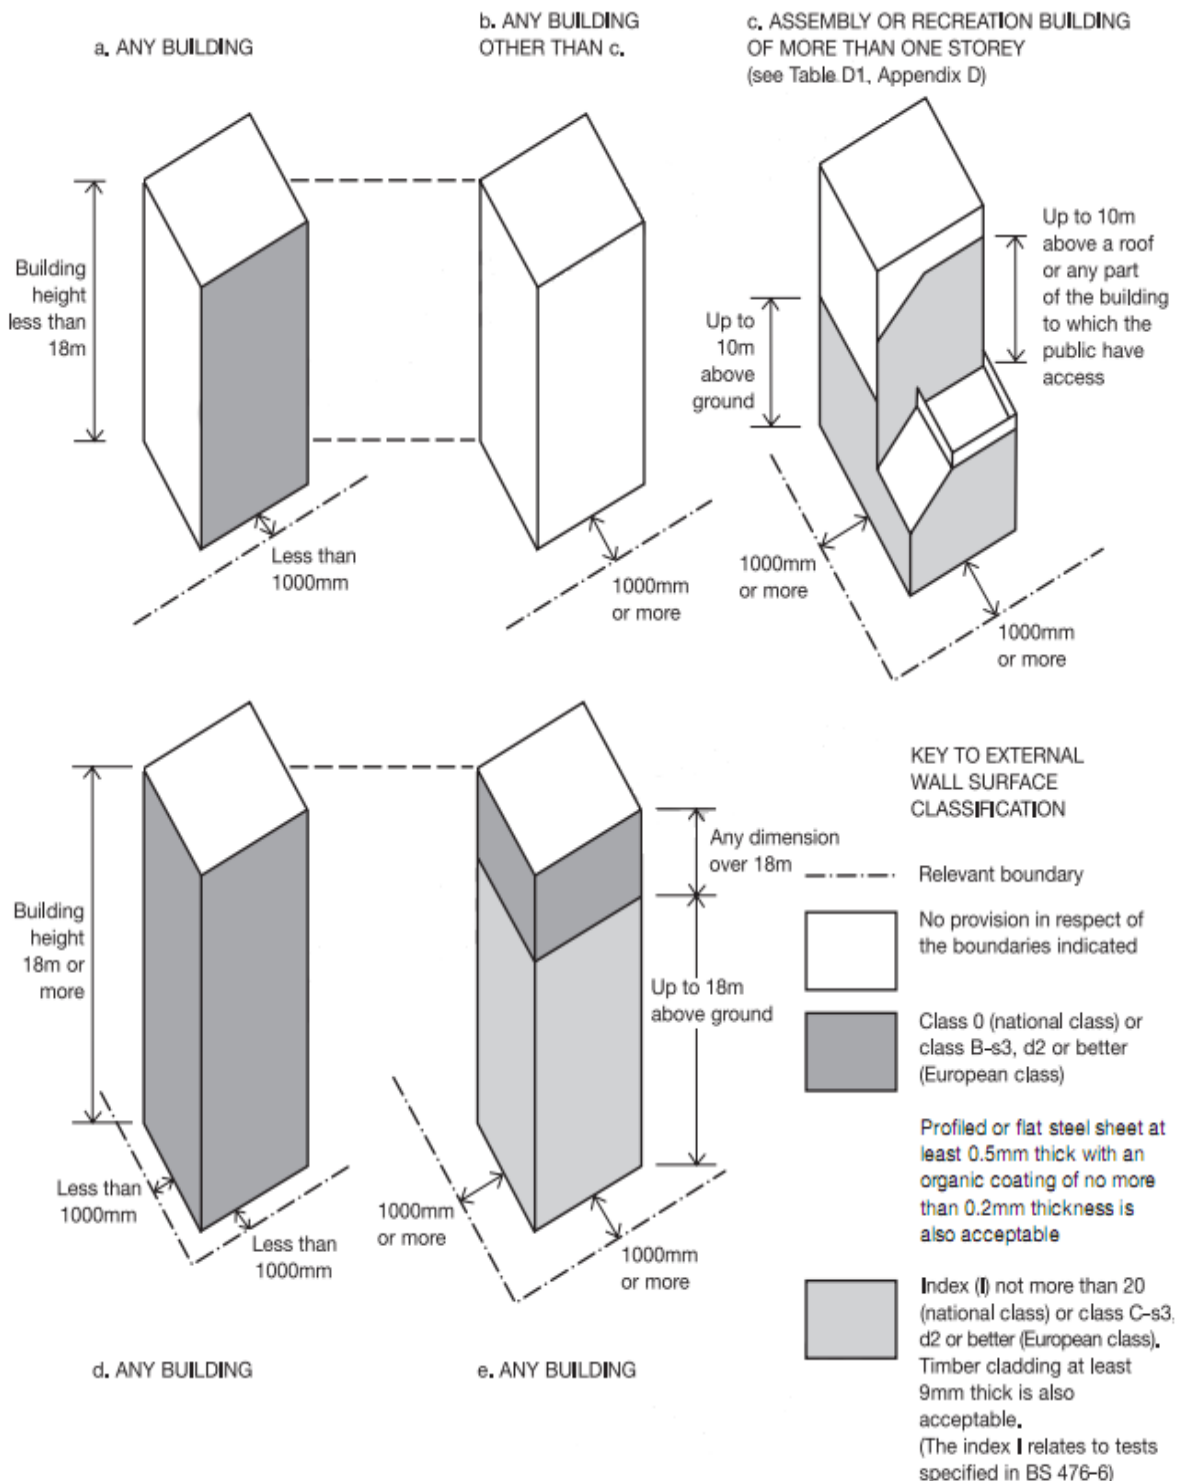 a. ANY BUILDING
b. ANY BUILDING
OTHER THAN c.
c. ASSEMBLY OR RECREATION BUILDING
OF MORE THAN ONE STOREY
(see Table D1, Appendix D)
Building
height
less than
18m
Less than
1000mm
1000mm
or more
Up to
10m
above
ground
Up to 10m
above a roof
or any part
of the building
to which the
public have
access
1000mm
or more
1000mm
or more
Building
height
18m or
more
Less than
1000mm
Less than
1000mm
d. ANY BUILDING
Any dimension
over 18m
Up to 18m
above ground
1000mm
or more
1000mm
or more
e. ANY BUILDING
KEY TO EXTERNAL
WALL SURFACE
CLASSIFICATION
Relevant boundary
No provision in respect of
the boundaries indicated
Class 0 (national class) or
class B-s3, d2 or better
(European class)
Profiled or flat steel sheet at
least 0.5mm thick with an
organic coating of no more
than 0.2mm thickness is
also acceptable
Index (I) not more than 20
(national class) or class C-s3,
d2 or better (European class).
Timber cladding at least
9mm thick is also
acceptable.
(The index I relates to tests
specified in BS 476-6)